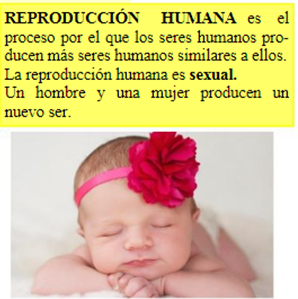 REPRODUCCIÓN HUMANA es el
proceso por el que los seres humanos pro-
ducen más seres humanos similares a ellos.
La reproducción humana es sexual.
Un hombre y una mujer producen un
nuevo ser.